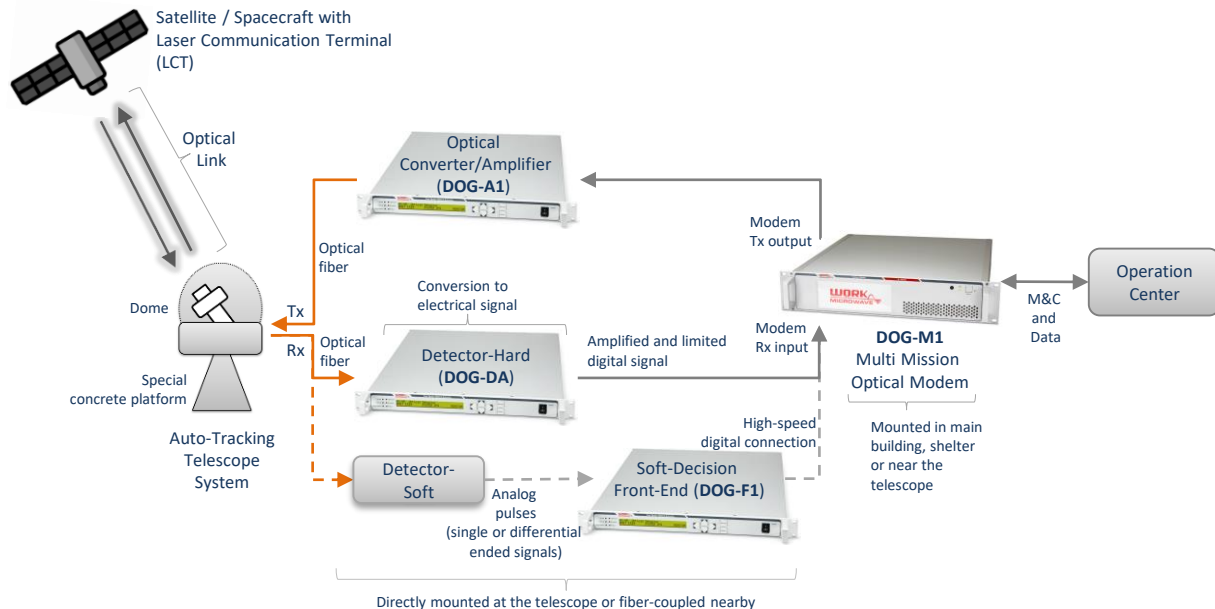 Satellite / Spacecraft with
Laser Communication Terminal
(LCT)
Optical
Link
Optical
Converter/Amplifier
(DOG-A1)
Modem
Tx output
Optical
fiber
Conversion to
electrical signal
Dome
Tx
Rx
Optical
fiber
Detector-Hard
(DOG-DA)
Amplified and limited
digital signal
Modem
Rx input
WORK
MICROWAVE
DOG-M1
Multi Mission
Optical Modem
M&C
and
Data
Operation
Center
Special
concrete platform
Auto-Tracking
Telescope
System
Mounted in main
building, shelter
or near the
telescope
High-speed
digital connection
Detector-
Soft
Analog
pulses
(single or differential
ended signals)
Soft-Decision
Front-End (DOG-F1)
Directly mounted at the telescope or fiber-coupled nearby